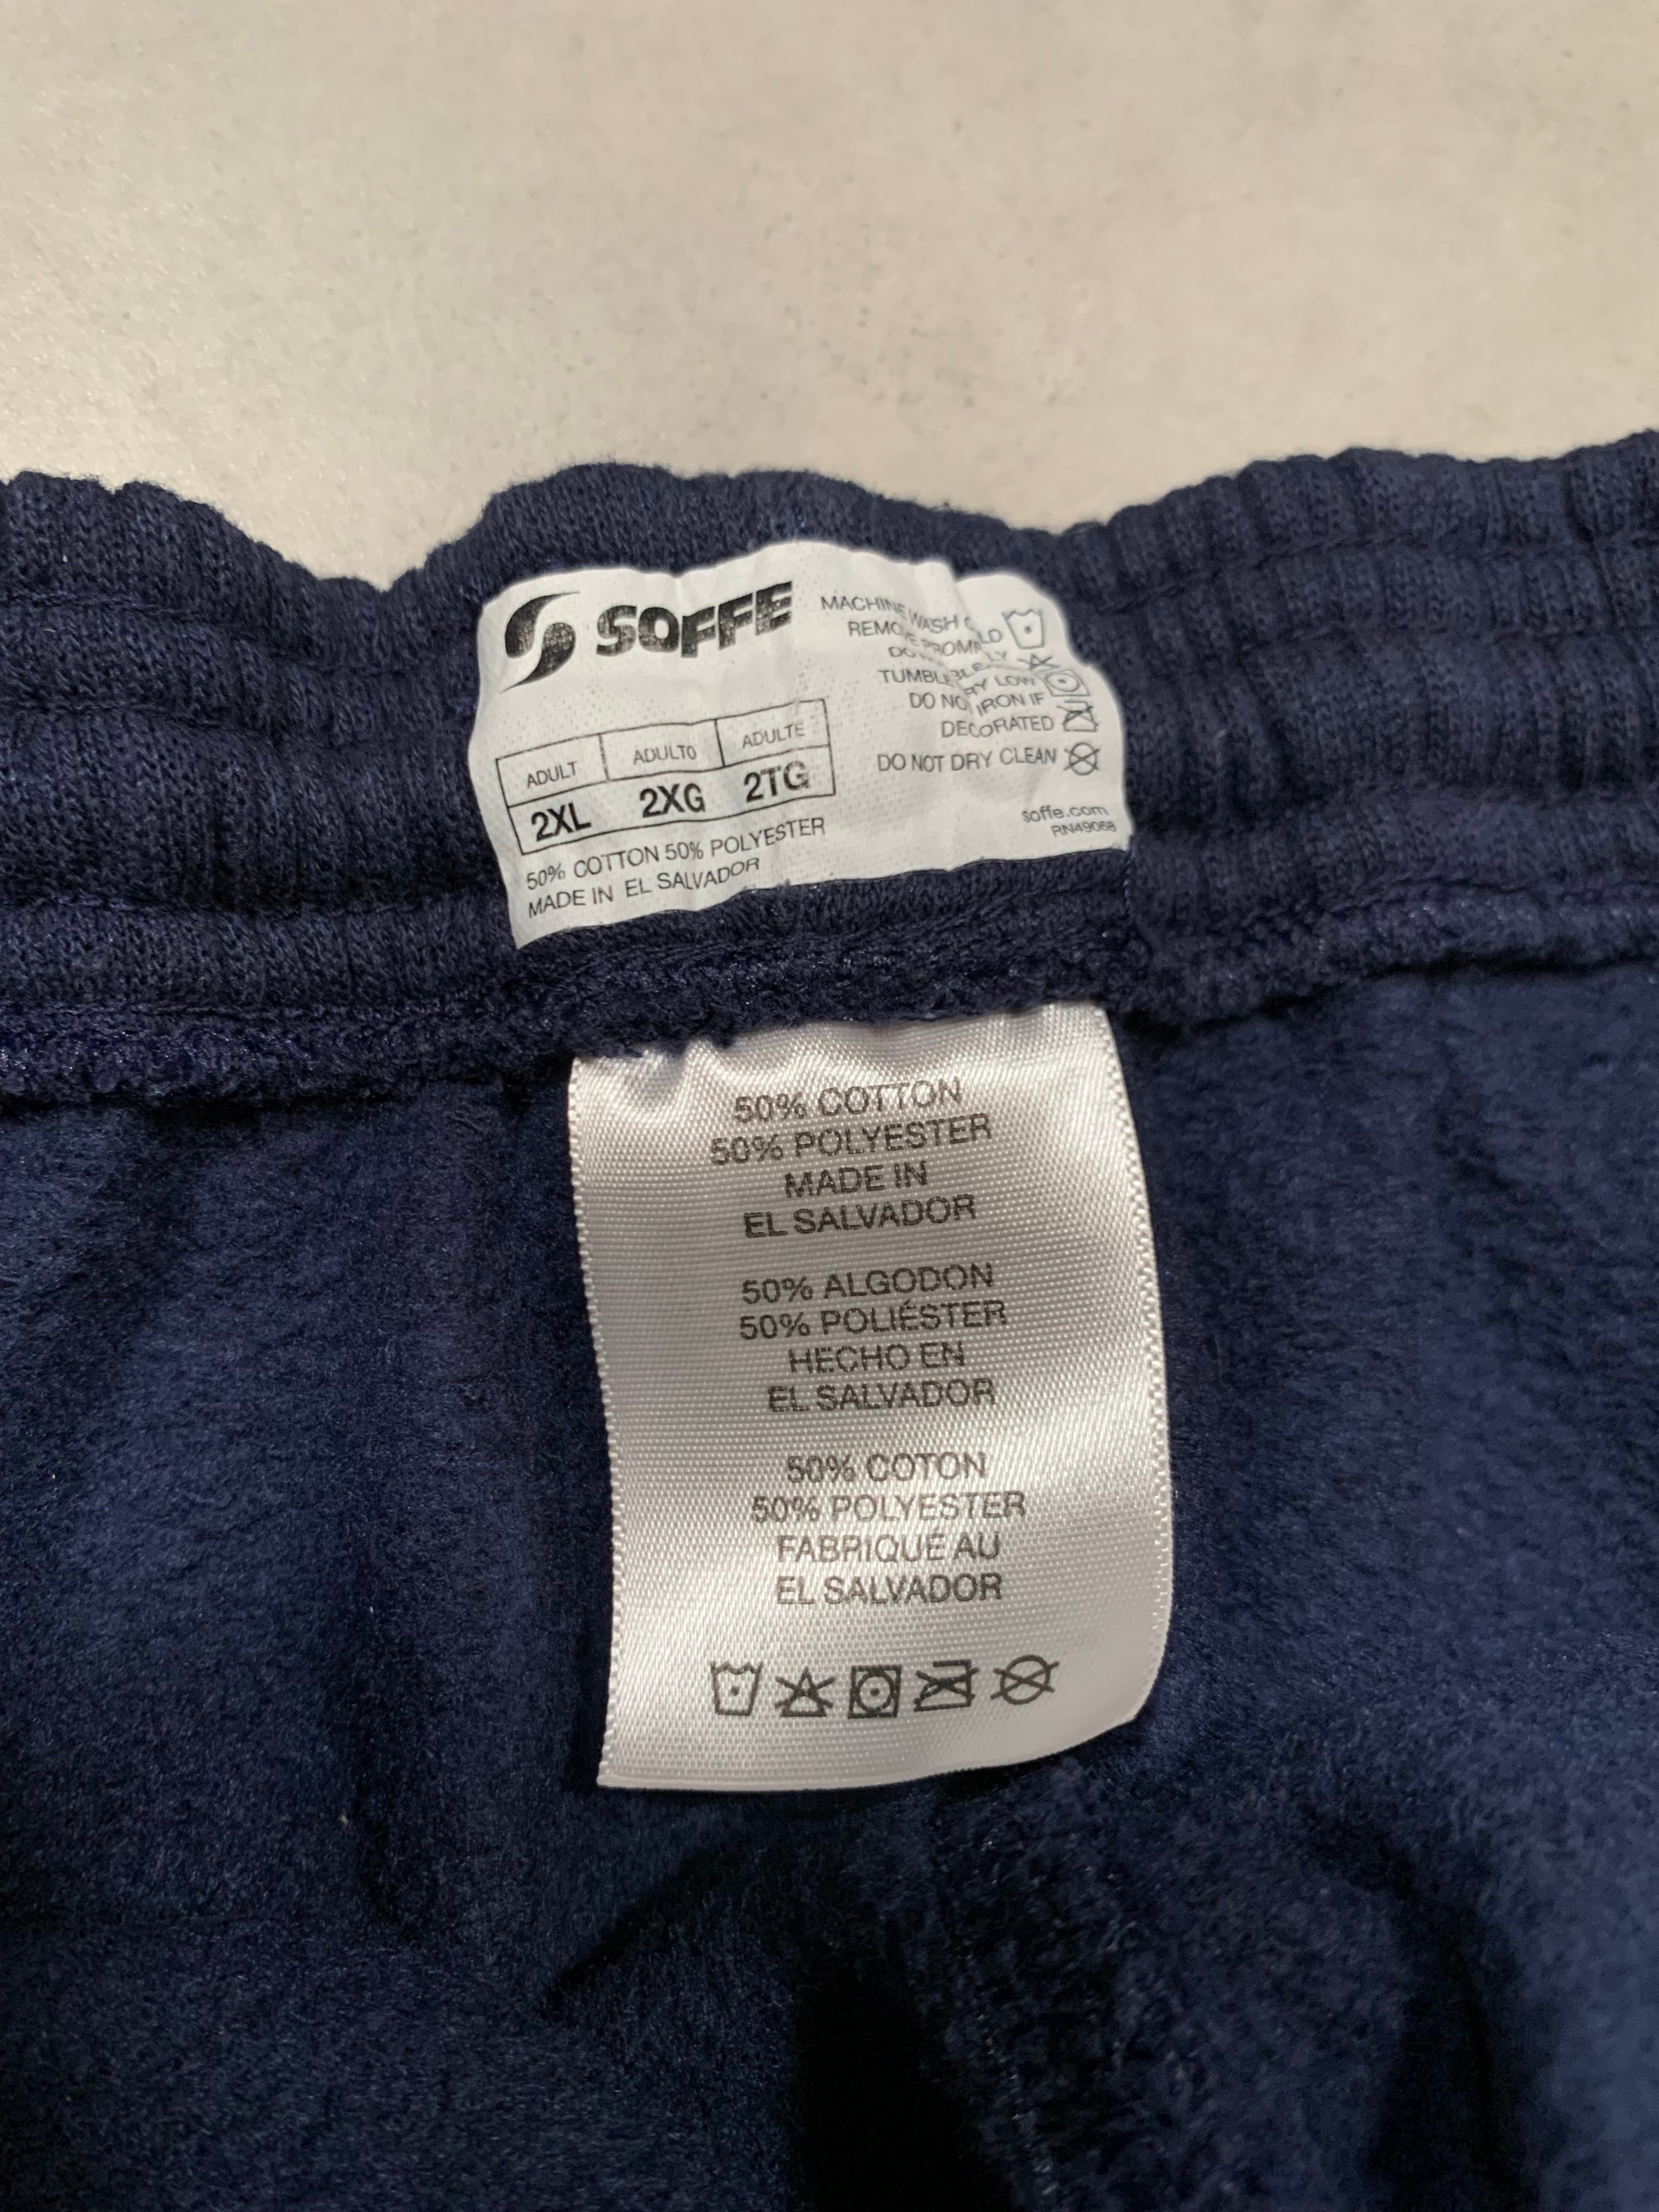 SOFFE
ADULT ADULTO ADULTE
2XL 2XG 2TG
50% COTTON 50% POLYESTER
MADE IN EL SALVADOR
MACHINE WASH
REMOVE PROMPTLY
TUMBLE DRY LOW
DO NOT IRON IF
DECORATED
DO NOT DRY CLEAN
soffe.com
RN49068
50% COTTON
50% POLYESTER
MADE IN
EL SALVADOR
50% ALGODON
50% POLIÉSTER
HECHO EN
EL SALVADOR
50% COTON
50% POLYESTER
FABRIQUÉ AU
EL SALVADOR